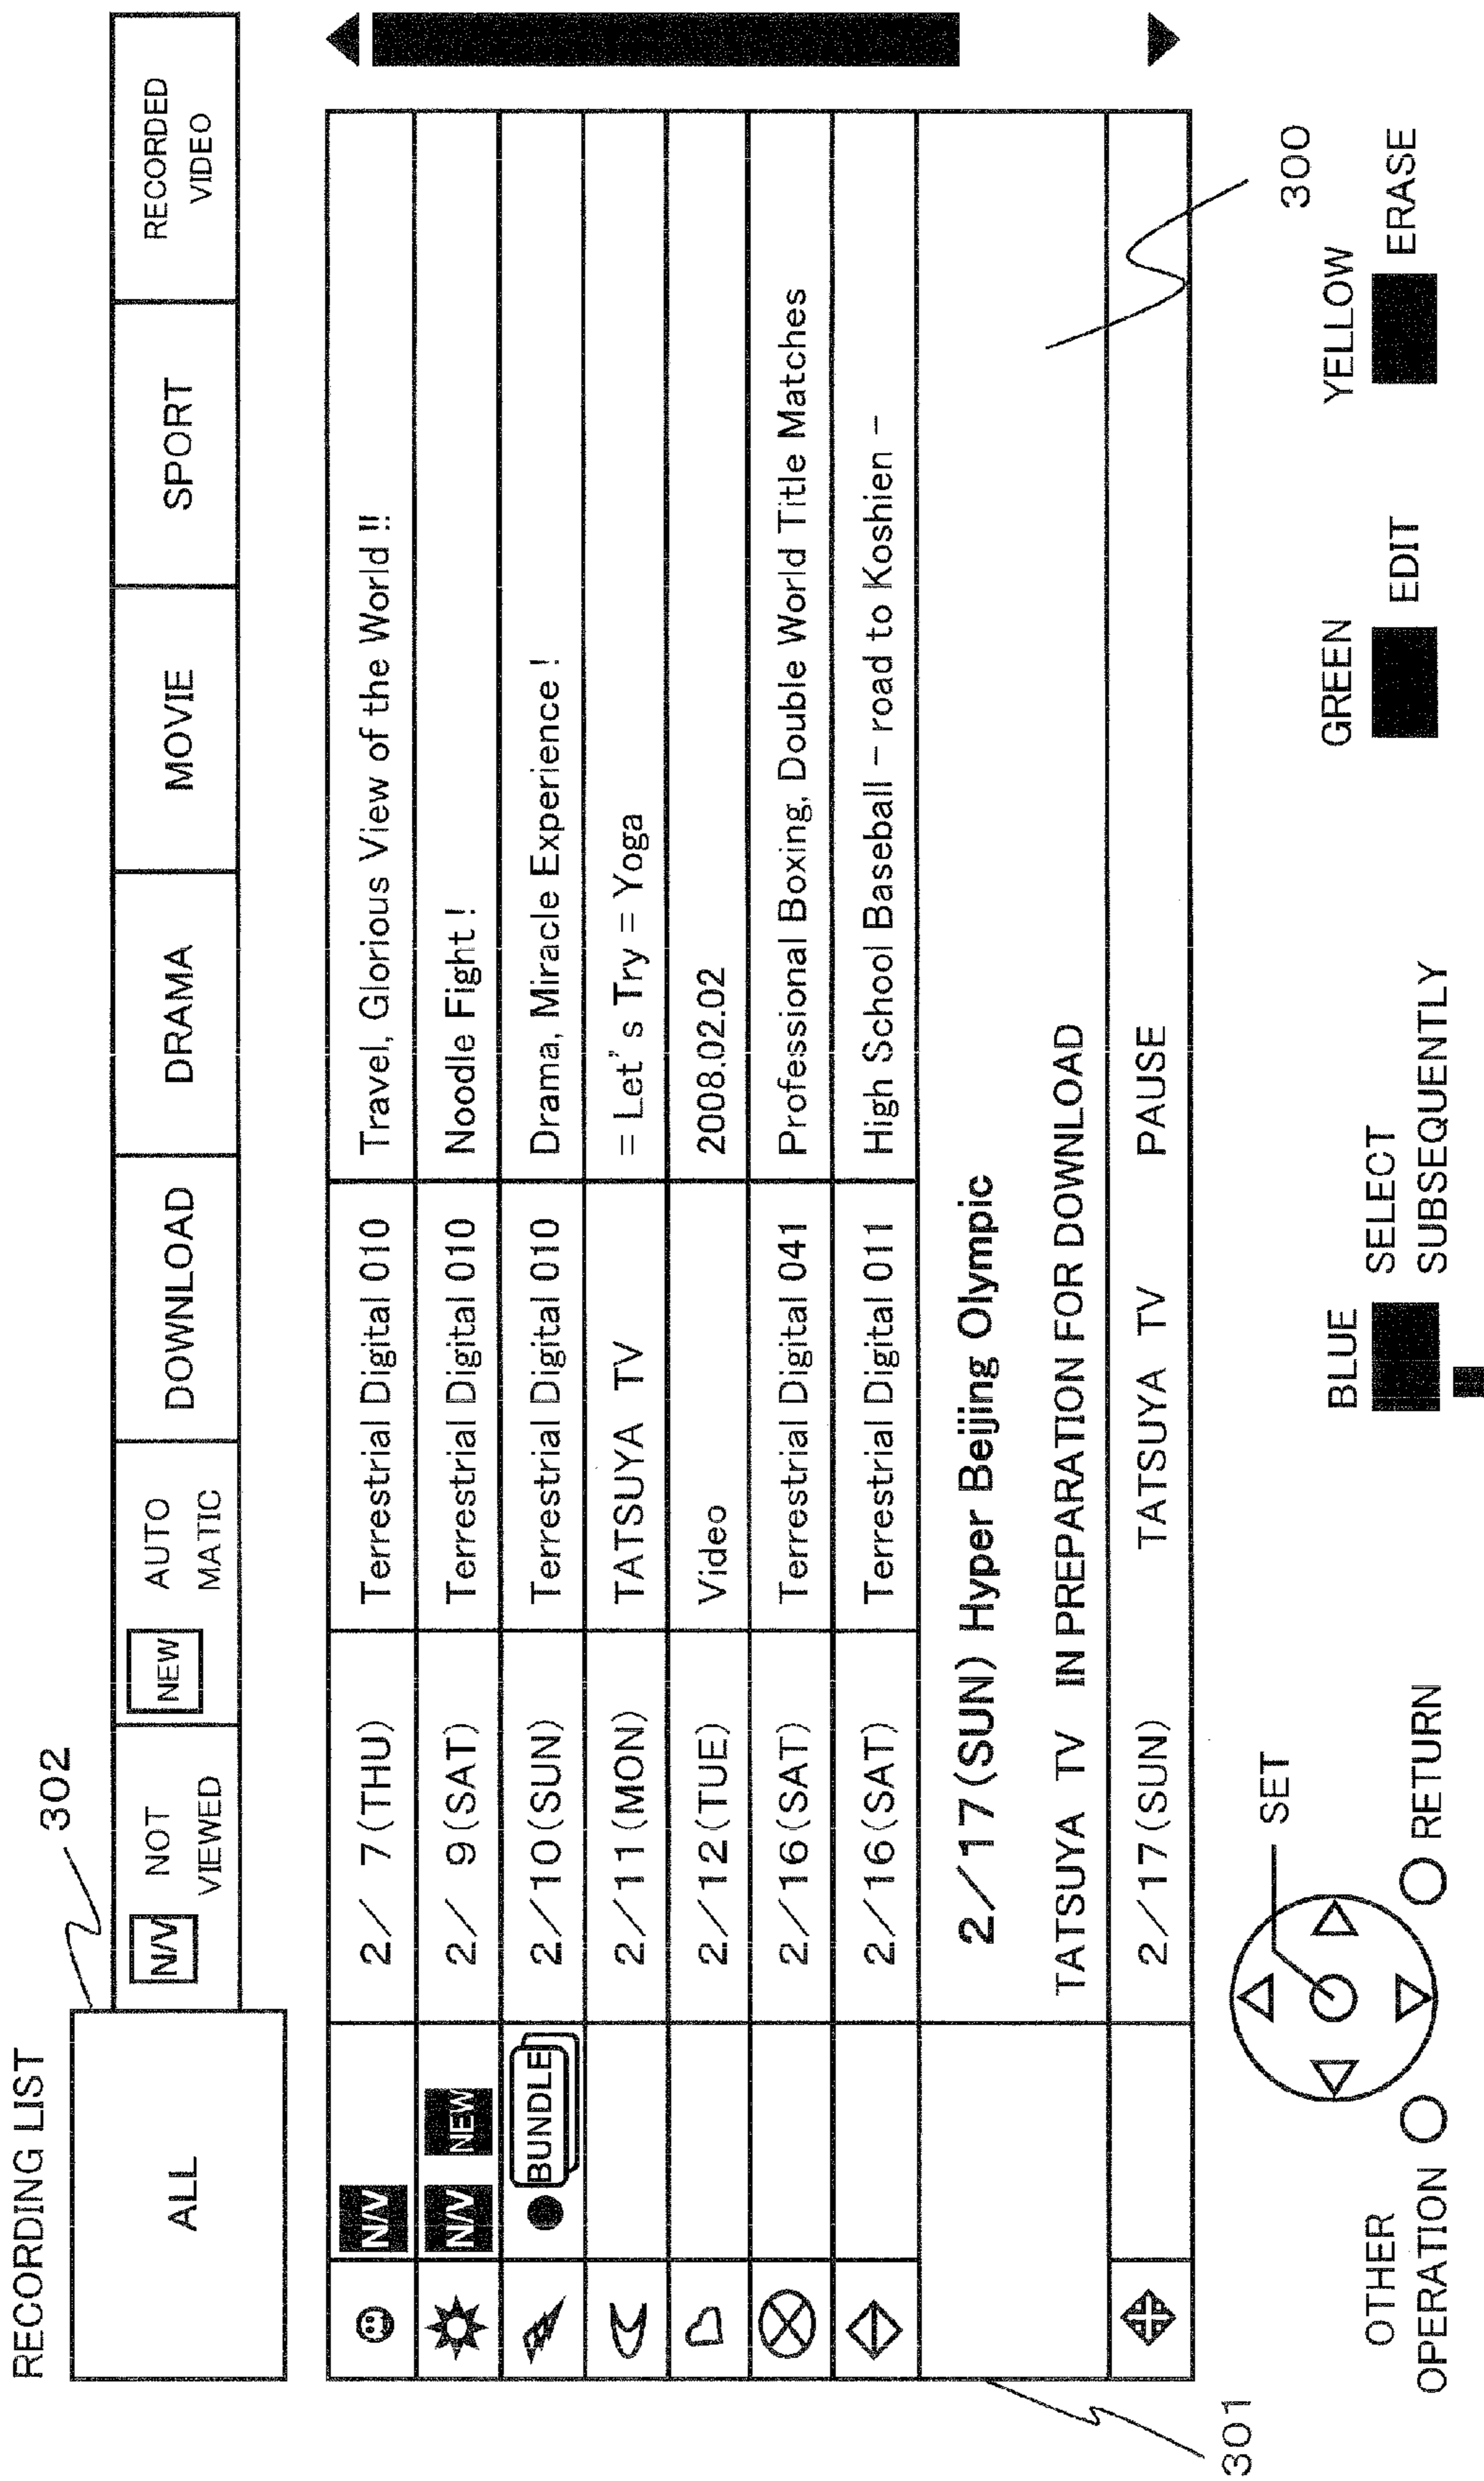 RECORDING LIST
302
ALL
N/V NOT VIEWED
NEW AUTO MATIC
DOWNLOAD
DRAMA
MOVIE
SPORT
RECORDED VIDEO
N/V 2/ 7(THU) Terrestrial Digital 010 Travel, Glorious View of the World !!
N/V NEW 2/ 9(SAT) Terrestrial Digital 010 Noodle Fight !
BUNDLE 2/10(SUN) Terrestrial Digital 010 Drama, Miracle Experience !
2/11(MON) TATSUYA TV = Let" s Try = Yoga
2/12(TUE) Video 2008.02.02
2/16(SAT) Terrestrial Digital 041 Professional Boxing, Double World Title Matches
2/16(SAT) Terrestrial Digital 011 High School Baseball - road to Koshien -
2/17(SUN) Hyper Beijing Olympic
TATSUYA TV IN PREPARATION FOR DOWNLOAD
2/17(SUN) TATSUYA TV PAUSE
301
300
OTHER
OPERATION
SET
RETURN
BLUE
SELECT
SUBSEQUENTLY
GREEN
EDIT
YELLOW
ERASE